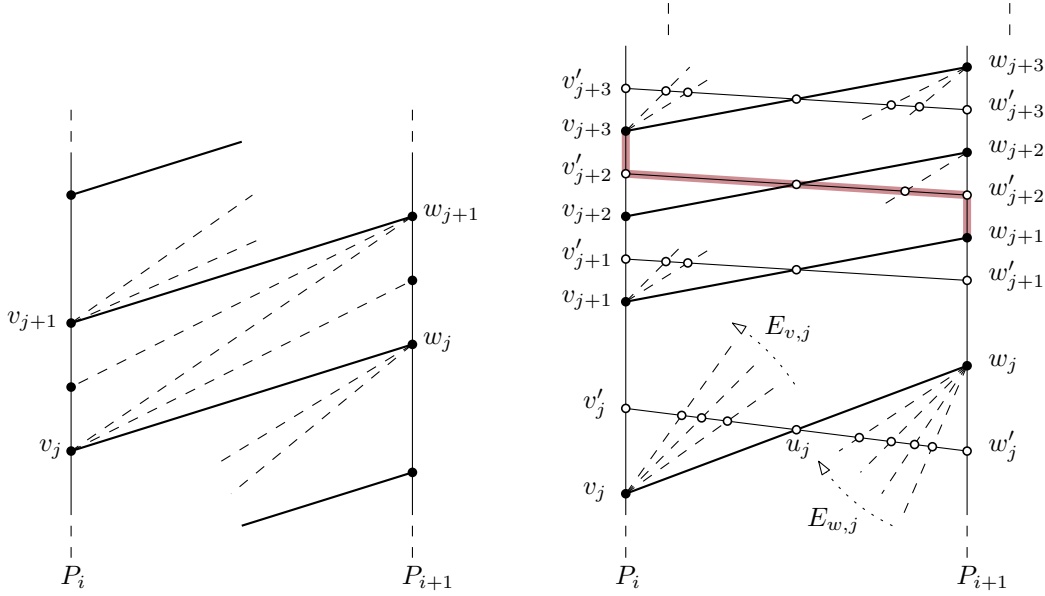 w_{j+1}
v_{j+1}
w_j
v_j
P_i
P_{i+1}
w_{j+3}
v'_{j+3}
w'_{j+3}
v_{j+3}
w_{j+2}
v'_{j+2}
w'_{j+2}
v_{j+2}
w_{j+1}
v'_{j+1}
w'_{j+1}
v_{j+1}
E_{v,j}
w_j
v'_j
u_j
w'_j
v_j
E_{w,j}
P_i
P_{i+1}